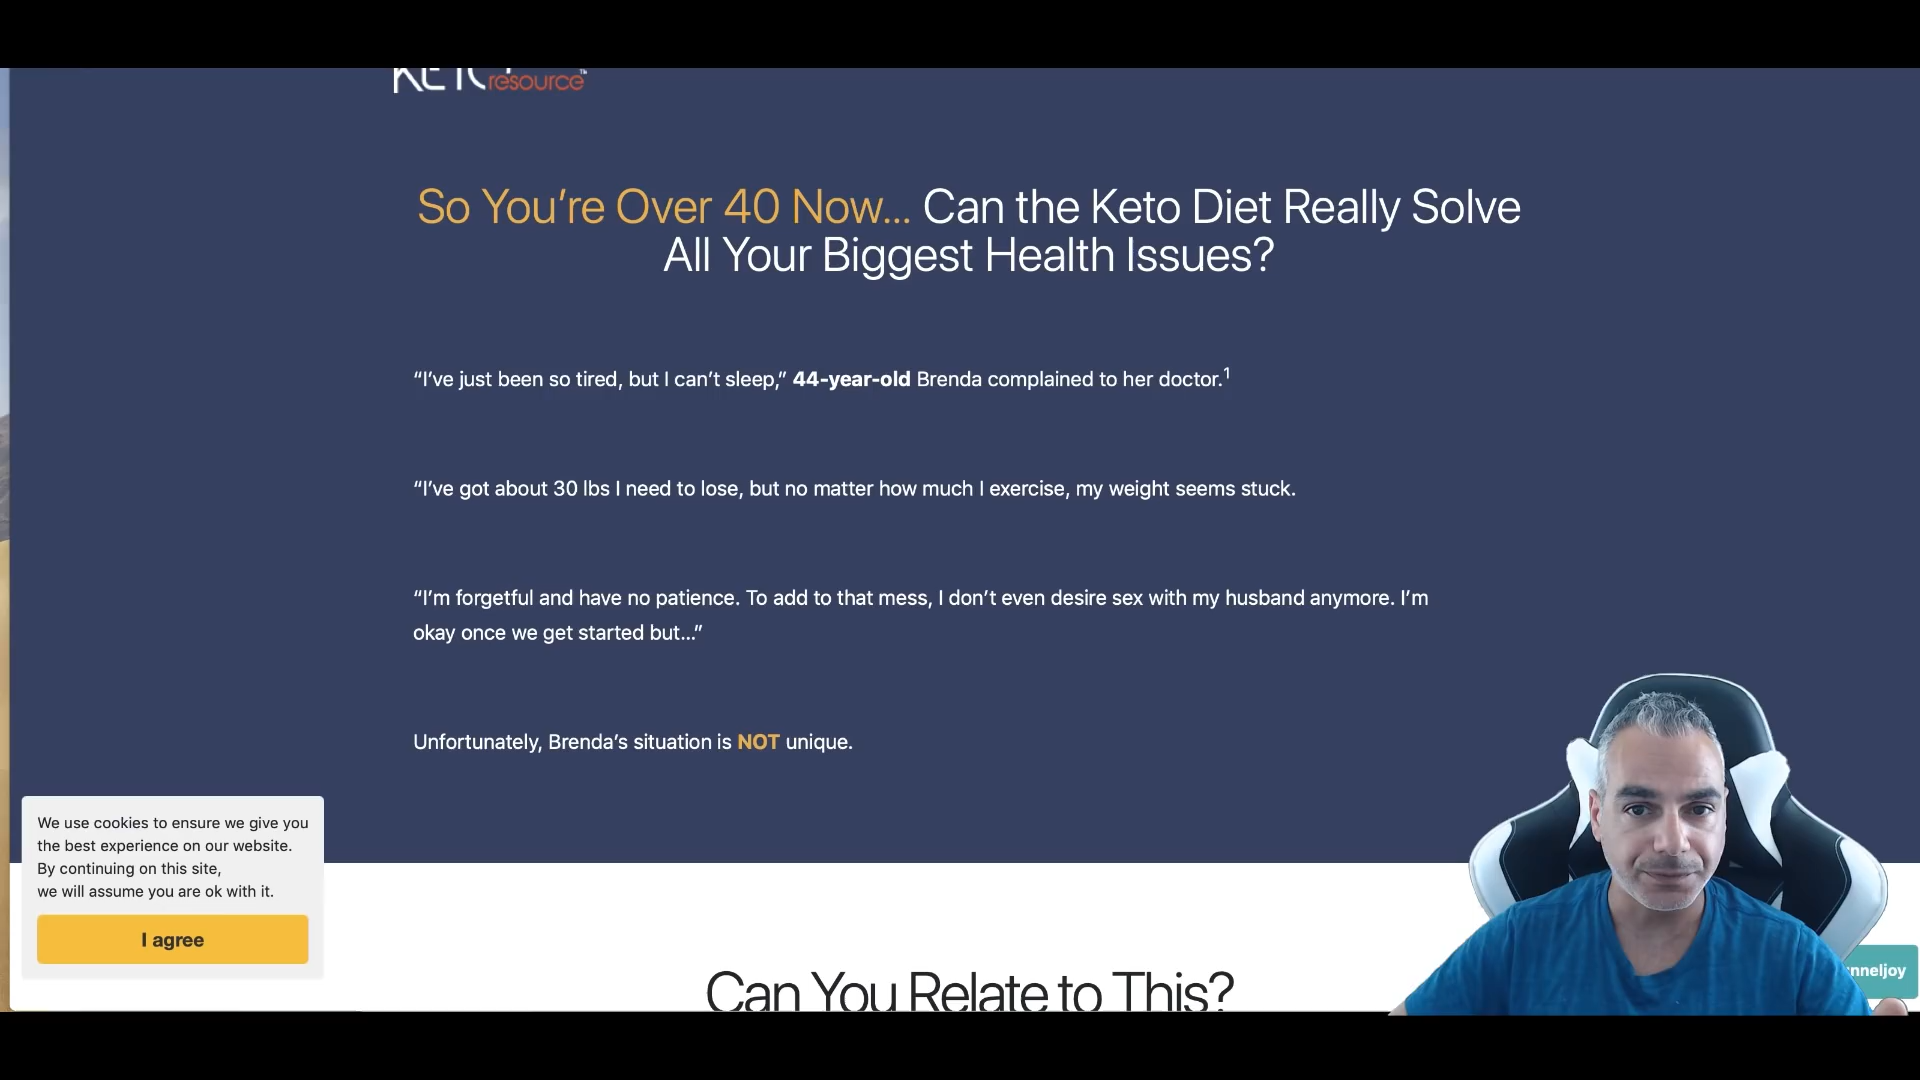 resource™
So You’re Over 40 Now... Can the Keto Diet Really Solve
All Your Biggest Health Issues?
“I’ve just been so tired, but I can’t sleep,” 44-year-old Brenda complained to her doctor.1
“I’ve got about 30 lbs I need to lose, but no matter how much I exercise, my weight seems stuck.
“I’m forgetful and have no patience. To add to that mess, I don’t even desire sex with my husband anymore. I’m
okay once we get started but...”
Unfortunately, Brenda’s situation is NOT unique.
We use cookies to ensure we give you
the best experience on our website.
By continuing on this site,
we will assume you are ok with it.
I agree
Can You Relate to This?